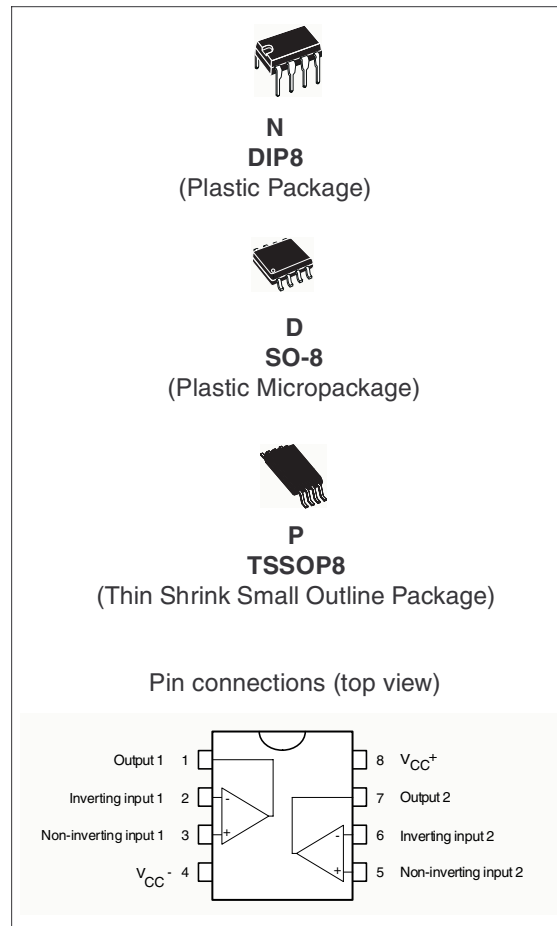 N
DIP8
(Plastic Package)
D
SO-8
(Plastic Micropackage)
P
TSSOP8
(Thin Shrink Small Outline Package)
Pin connections (top view)
Output 1 1 8 VCC+
Inverting input 1 2 - 7 Output 2
Non-inverting input 1 3 + - 6 Inverting input 2
VCC- 4 + 5 Non-inverting input 2